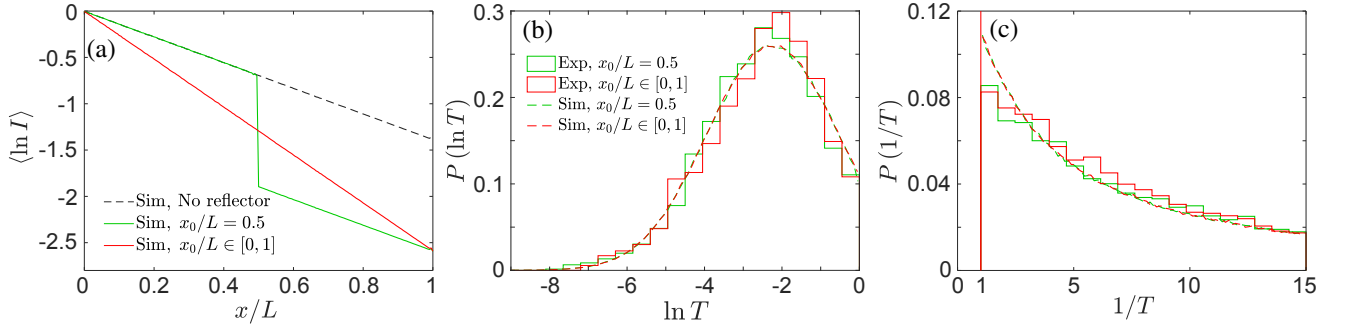 (a)
0
-0.5
-1
-1.5
-2
-2.5
⟨ln I⟩
Sim, No reflector
Sim, x₀/L = 0.5
Sim, x₀/L ∈ [0, 1]
0 0.2 0.4 0.6 0.8 1
x/L
(b)
0.3
0.2
0.1
0
P (ln T)
Exp, x₀/L = 0.5
Exp, x₀/L ∈ [0, 1]
Sim, x₀/L = 0.5
Sim, x₀/L ∈ [0, 1]
-8 -6 -4 -2 0
ln T
(c)
0.12
0.08
0.04
0
P (1/T)
0 1 5 10 15
1/T